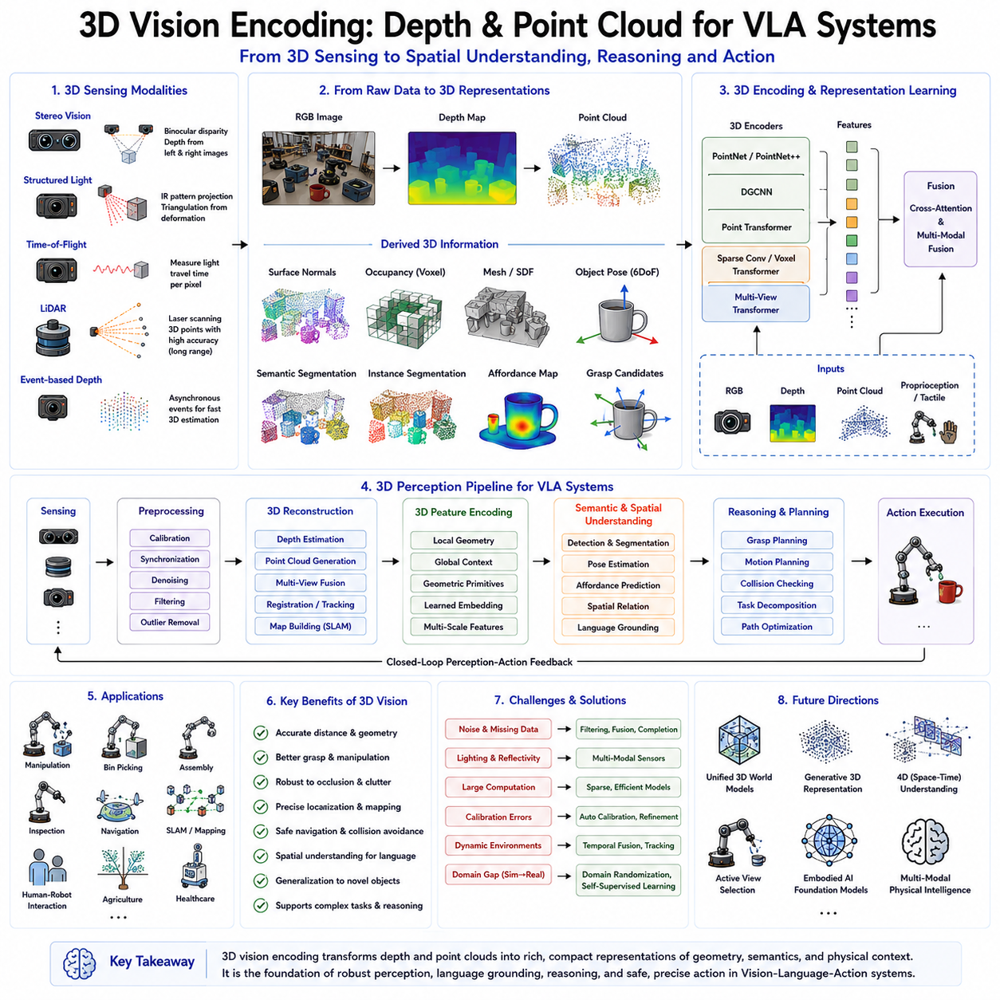 3D Vision Encoding: Depth & Point Cloud for VLA Systems
From 3D Sensing to Spatial Understanding, Reasoning and Action
1. 3D Sensing Modalities
Stereo Vision
Binocular disparity
Depth from
left & right images
Structured Light
IR pattern projection
Triangulation from
deformation
Time-of-Flight
Measure light
travel time
per pixel
LiDAR
Laser scanning
3D points with
high accuracy
(long range)
Event-based Depth
Asynchronous
events for fast
3D estimation
2. From Raw Data to 3D Representations
RGB Image
Depth Map
Point Cloud
Derived 3D Information
Surface Normals
Occupancy (Voxel)
Mesh / SDF
Object Pose (6DoF)
Semantic Segmentation
Instance Segmentation
Affordance Map
Grasp Candidates
3. 3D Encoding & Representation Learning
3D Encoders
Features
PointNet / PointNet++
DGCNN
Point Transformer
Sparse Conv / Voxel
Transformer
Multi-View
Transformer
Fusion
Cross-Attention
&
Multi-Modal
Fusion
Inputs
RGB
Depth
Point Cloud
Proprioception
/ Tactile
4. 3D Perception Pipeline for VLA Systems
Sensing
Preprocessing
Calibration
Synchronization
Denoising
Filtering
Outlier Removal
3D Reconstruction
Depth Estimation
Point Cloud Generation
Multi-View Fusion
Registration / Tracking
Map Building (SLAM)
3D Feature Encoding
Local Geometry
Global Context
Geometric Primitives
Learned Embedding
Multi-Scale Features
Semantic & Spatial
Understanding
Detection & Segmentation
Pose Estimation
Affordance Prediction
Spatial Relation
Language Grounding
Reasoning & Planning
Grasp Planning
Motion Planning
Collision Checking
Task Decomposition
Path Optimization
Action Execution
...
Closed-Loop Perception-Action Feedback
5. Applications
Manipulation
Bin Picking
Assembly
Inspection
Navigation
SLAM / Mapping
Human-Robot
Interaction
Agriculture
Healthcare
...
6. Key Benefits of 3D Vision
Accurate distance & geometry
Better grasp & manipulation
Robust to occlusion & clutter
Precise locanization & mapping
Safe navigation & collision avoidance
Spatial understanding for language
Generalization to novel objects
Supports complex tasks & reasoning
7. Challenges & Solutions
Noise & Missing Data
Filtering, Fusion, Completion
Lighting & Reflectivity
Multi-Modal Sensors
Large Computation
Sparse, Efficient Models
Calibration Errors
Auto Calibration, Refinement
Dynamic Environments
Temporal Fusion, Tracking
Domain Gap (Sim→Real)
Domain Randomization,
Self-Supervised Learning
8. Future Directions
Unified 3D World
Models
Generative 3D
Representation
4D (Space-Time)
Understanding
Active View
Selection
Embodied AI
Foundation Models
Multi-Modal
Physical Intelligence
...
Key Takeaway
3D vision encoding transforms depth and point clouds into rich, compact representations of geometry, semantics, and physical context.
It is the foundation of robust perception, language grounding, reasoning, and safe, precise action in Vision-Language-Action systems.